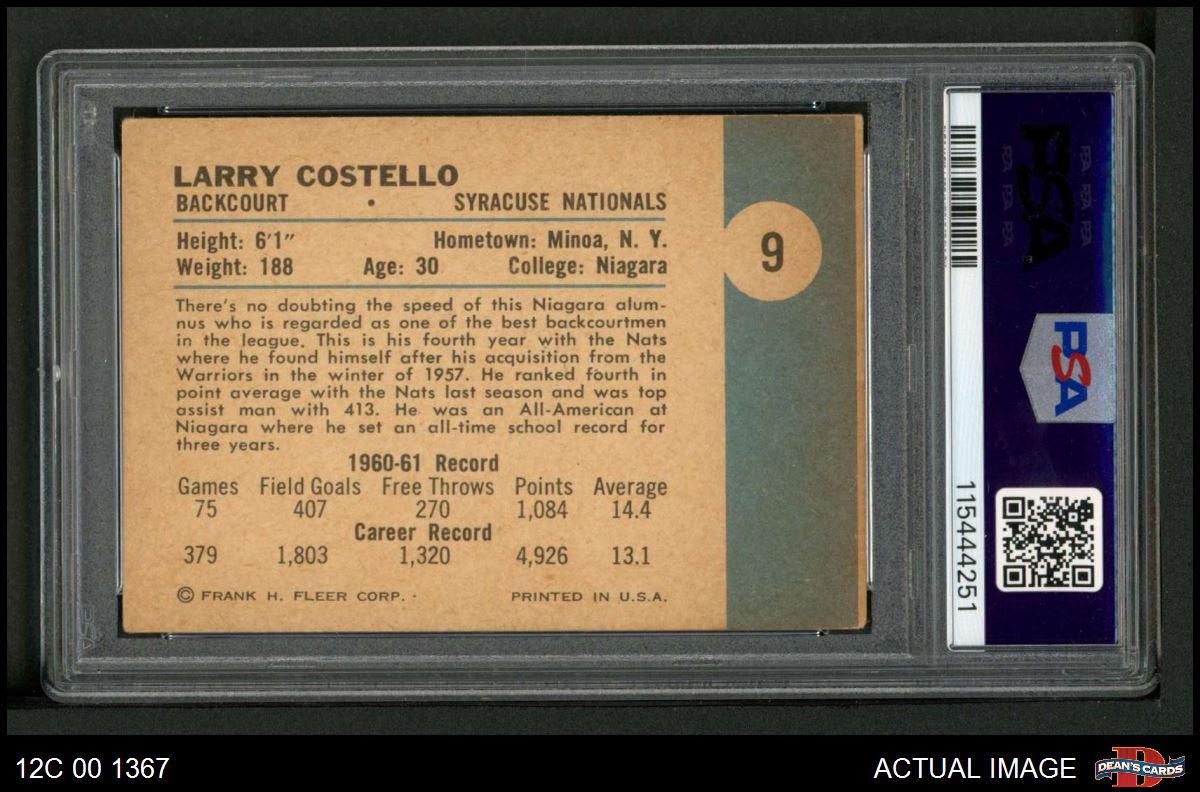 LARRY COSTELLO
BACKCOURT • SYRACUSE NATIONALS
Height: 6'1" Hometown: Minoa, N. Y.
Weight: 188 Age: 30 College: Niagara
9
There's no doubting the speed of this Niagara alum-
nus who is regarded as one of the best backcourtmen
in the league. This is his fourth year with the Nats
where he found himself after his acquisition from the
Warriors in the winter of 1957. He ranked fourth in
point average with the Nats last season and was top
assist man with 413. He was an All-American at
Niagara where he set an all-time school record for
three years.
1960-61 Record
Games Field Goals Free Throws Points Average
75 407 270 1,084 14.4
Career Record
379 1,803 1,320 4,926 13.1
© FRANK H. FLEER CORP. · PRINTED IN U.S.A.
PSA
PSA
115444251
12C 00 1367
ACTUAL IMAGE
DEAN'S CARDS